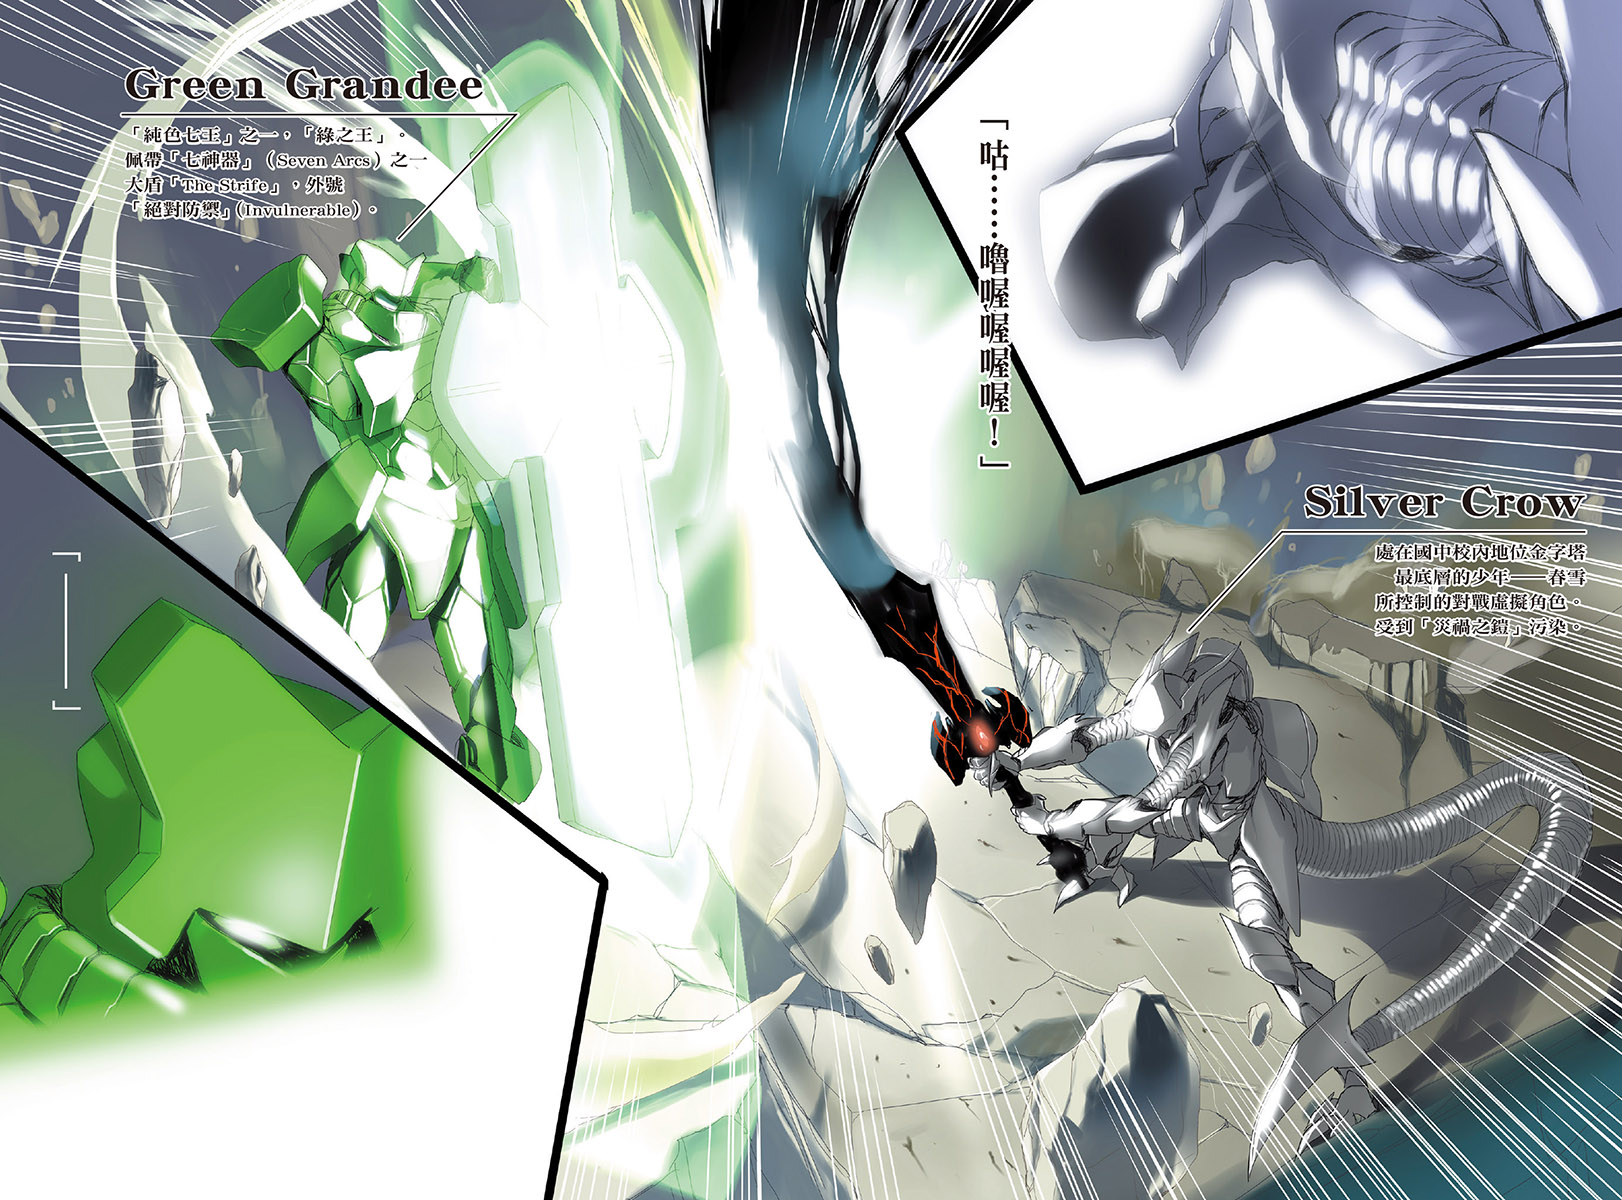 Green Grandee
「純色七王」之一，「綠之王」。
佩帶「七神器」（Seven Arcs）之一
大盾「The Strife」，外號
「絕對防禦」（Invulnerable）。
「咕……嚕喔喔喔喔！」
Silver Crow
處在國中校內地位金字塔
最底層的少年——春雪
所控制的對戰虛擬角色。
受到「災禍之鎧」污染。
「——」